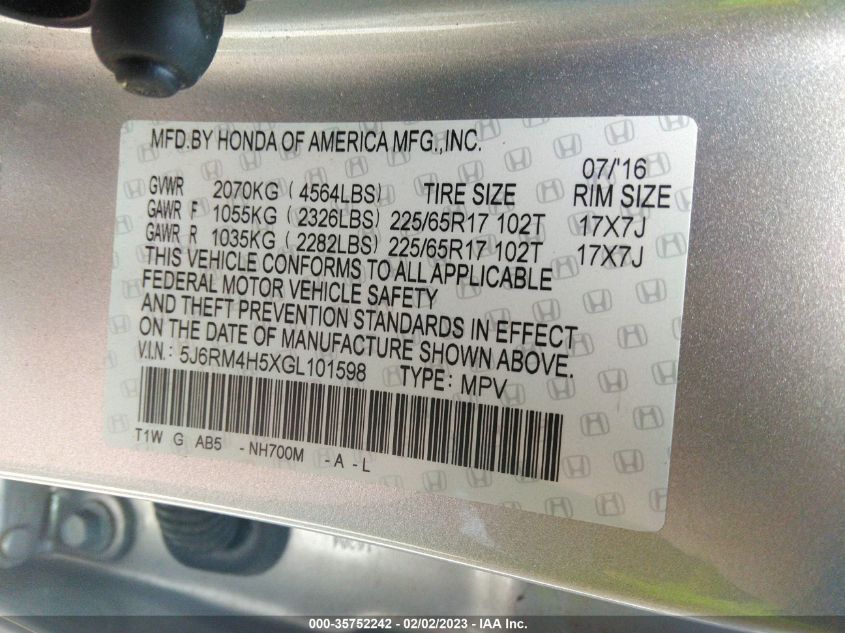 MFD.BY HONDA OF AMERICA MFG.,INC.
07/'16
GVWR 2070KG ( 4564LBS) TIRE SIZE RIM SIZE
GAWR F 1055KG ( 2326LBS) 225/65R17 102T 17X7J
GAWR R 1035KG ( 2282LBS) 225/65R17 102T 17X7J
THIS VEHICLE CONFORMS TO ALL APPLICABLE
FEDERAL MOTOR VEHICLE SAFETY
AND THEFT PREVENTION STANDARDS IN EFFECT
ON THE DATE OF MANUFACTURE SHOWN ABOVE.
V.I.N.: 5J6RM4H5XGL101598 TYPE: MPV
T1W G AB5 - NH700M - A - L
000-35752242 - 02/02/2023 - IAA Inc.